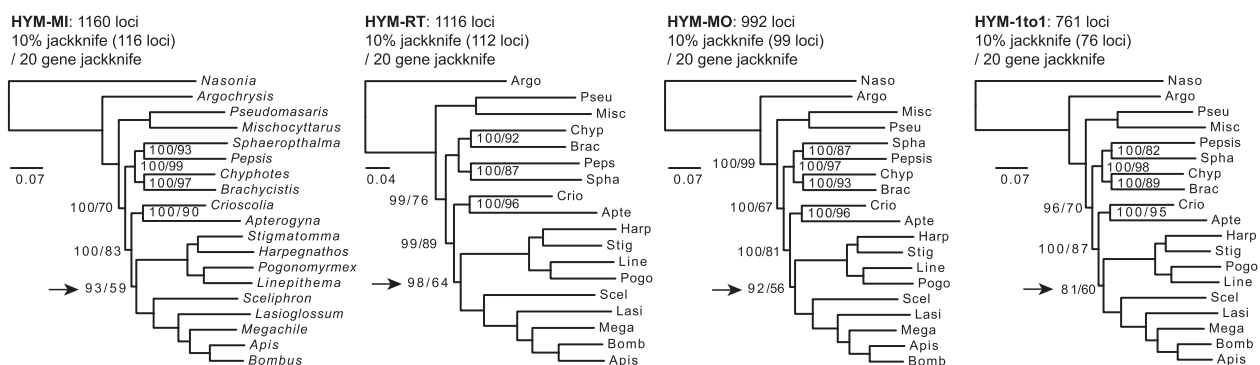 HYM-MI: 1160 loci
10% jackknife (116 loci)
/ 20 gene jackknife
Nasonia
Argochrysis
Pseudomasaris
Mischocyttarus
Sphaeropthalma
100/93
Pepsis
100/99
Chyphotes
100/97
Brachycistis
0.07
Crioscolia
100/70
100/90
Apterogyna
Stigmatomma
100/83
Harpegnathos
Pogonomyrmex
93/59
Linepithema
Sceliphron
Lasioglossum
Megachile
Apis
Bombus
HYM-RT: 1116 loci
10% jackknife (112 loci)
/ 20 gene jackknife
Argo
Pseu
Misc
Chyp
100/92
Brac
Peps
100/87
Spha
0.04
99/76
Crio
100/96
Apte
Harp
99/89
Stig
Line
98/64
Pogo
Scel
Lasi
Mega
Bomb
Apis
HYM-MO: 992 loci
10% jackknife (99 loci)
/ 20 gene jackknife
Naso
Argo
Misc
Pseu
Spha
100/87
Pepsis
100/99
100/97
Chyp
100/93
Brac
0.07
100/67
Crio
100/96
Apte
Harp
100/81
Stig
Line
92/56
Pogo
Scel
Lasi
Mega
Apis
Bomb
HYM-1to1: 761 loci
10% jackknife (76 loci)
/ 20 gene jackknife
Naso
Argo
Pseu
Misc
Pepsis
100/82
Spha
100/98
Chyp
100/89
Brac
0.07
96/70
Crio
100/95
Apte
Harp
100/87
Stig
Pogo
81/60
Line
Scel
Lasi
Mega
Bomb
Apis